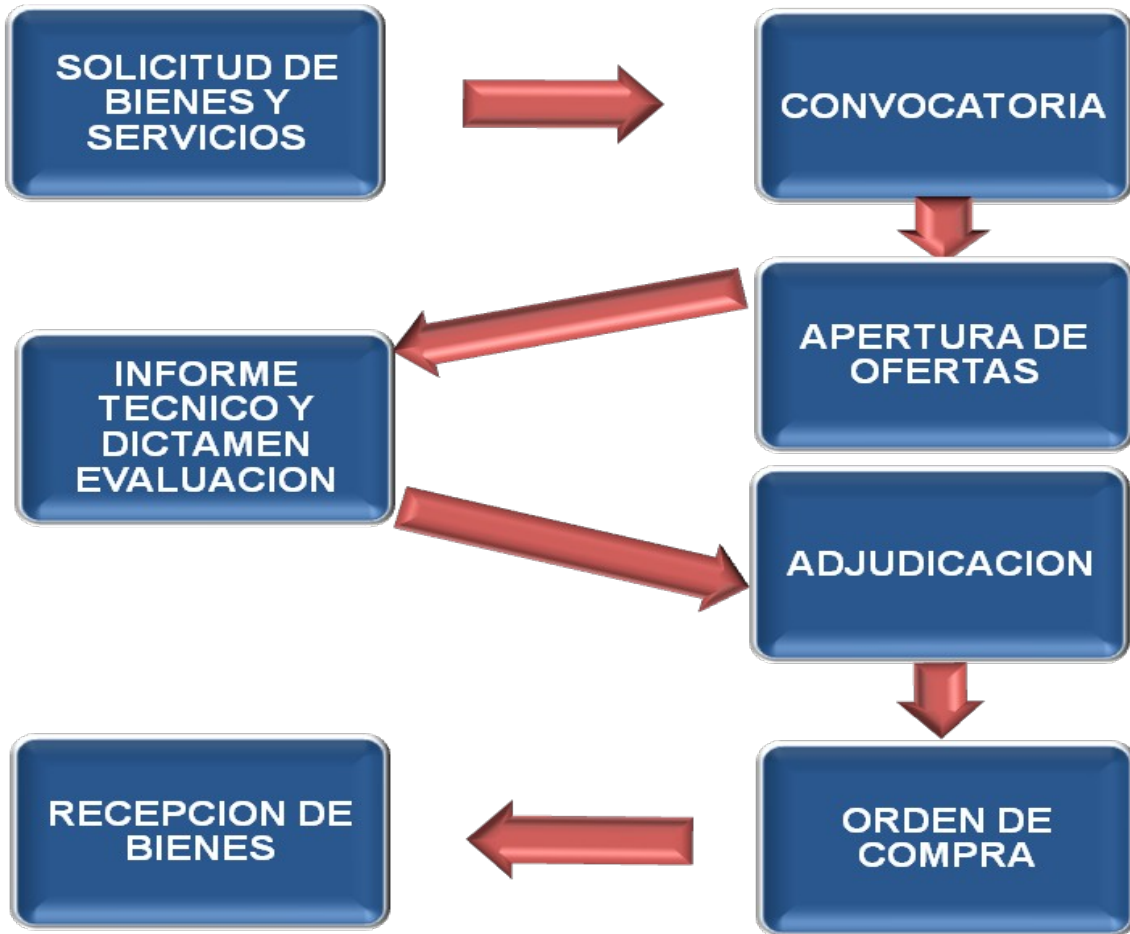 SOLICITUD DE
BIENES Y
SERVICIOS
CONVOCATORIA
APERTURA DE
OFERTAS
INFORME
TECNICO Y
DICTAMEN
EVALUACION
ADJUDICACION
ORDEN DE
COMPRA
RECEPCION DE
BIENES